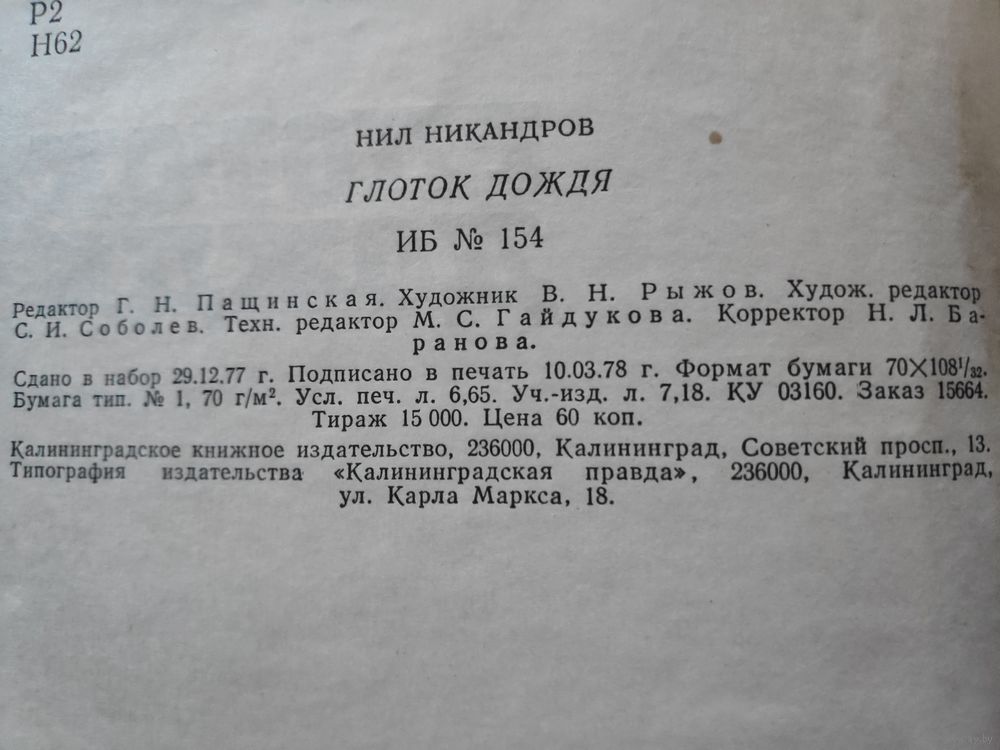 Р2
Н62
НИЛ НИКАНДРОВ
ГЛОТОК ДОЖДЯ
ИБ № 154
Редактор Г. Н. Пащинская. Художник В. Н. Рыжов. Худож. редактор
С. И. Соболев. Техн. редактор М. С. Гайдукова. Корректор Н. Л. Ба-
ранова.
Сдано в набор 29.12.77 г. Подписано в печать 10.03.78 г. Формат бумаги 70×108¹/₃₂.
Бумага тип. № 1, 70 г/м². Усл. печ. л. 6,65. Уч.-изд. л. 7,18. КУ 03160. Заказ 15664.
Тираж 15 000. Цена 60 коп.
Калининградское книжное издательство, 236000, Калининград, Советский просп., 13.
Типография издательства «Калининградская правда», 236000, Калининград,
ул. Карла Маркса, 18.
ay.by